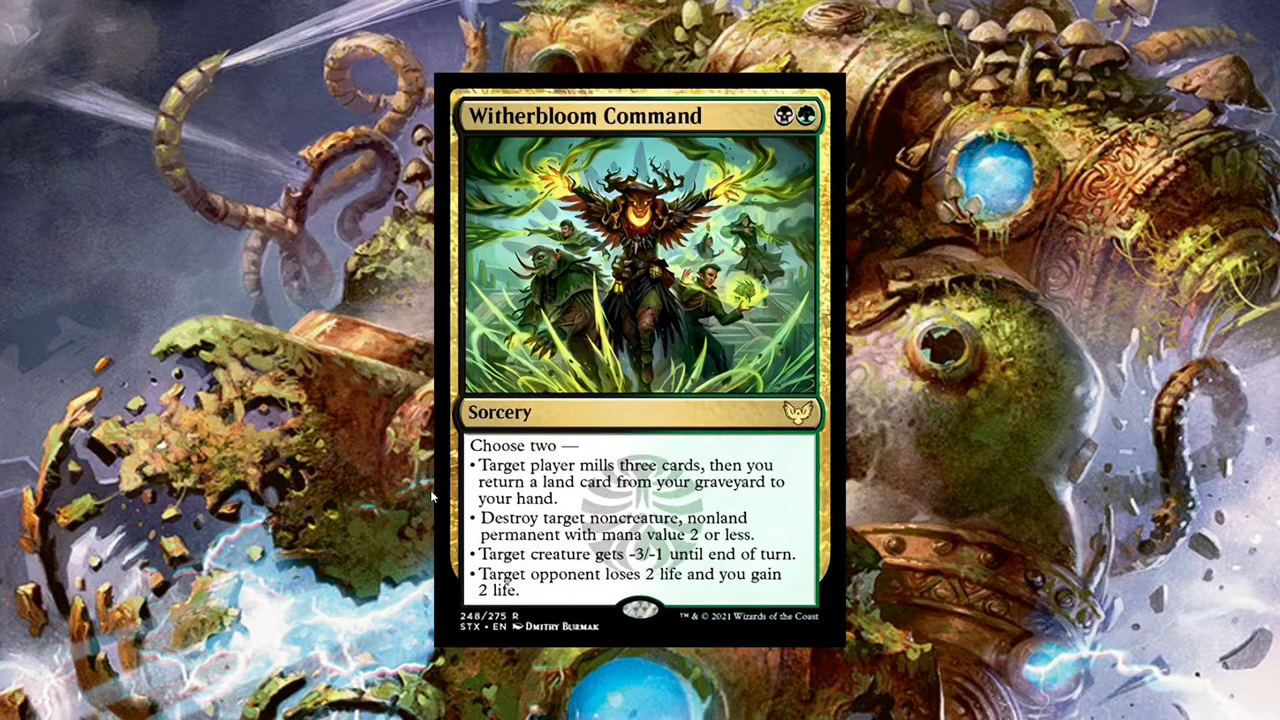 Witherbloom Command
Sorcery
Choose two —
• Target player mills three cards, then you
return a land card from your graveyard to
your hand.
• Destroy target noncreature, nonland
permanent with mana value 2 or less.
• Target creature gets -3/-1 until end of turn.
• Target opponent loses 2 life and you gain
2 life.
248/275 R
STX • EN Dmitry Burmak
™ & © 2021 Wizards of the Coast